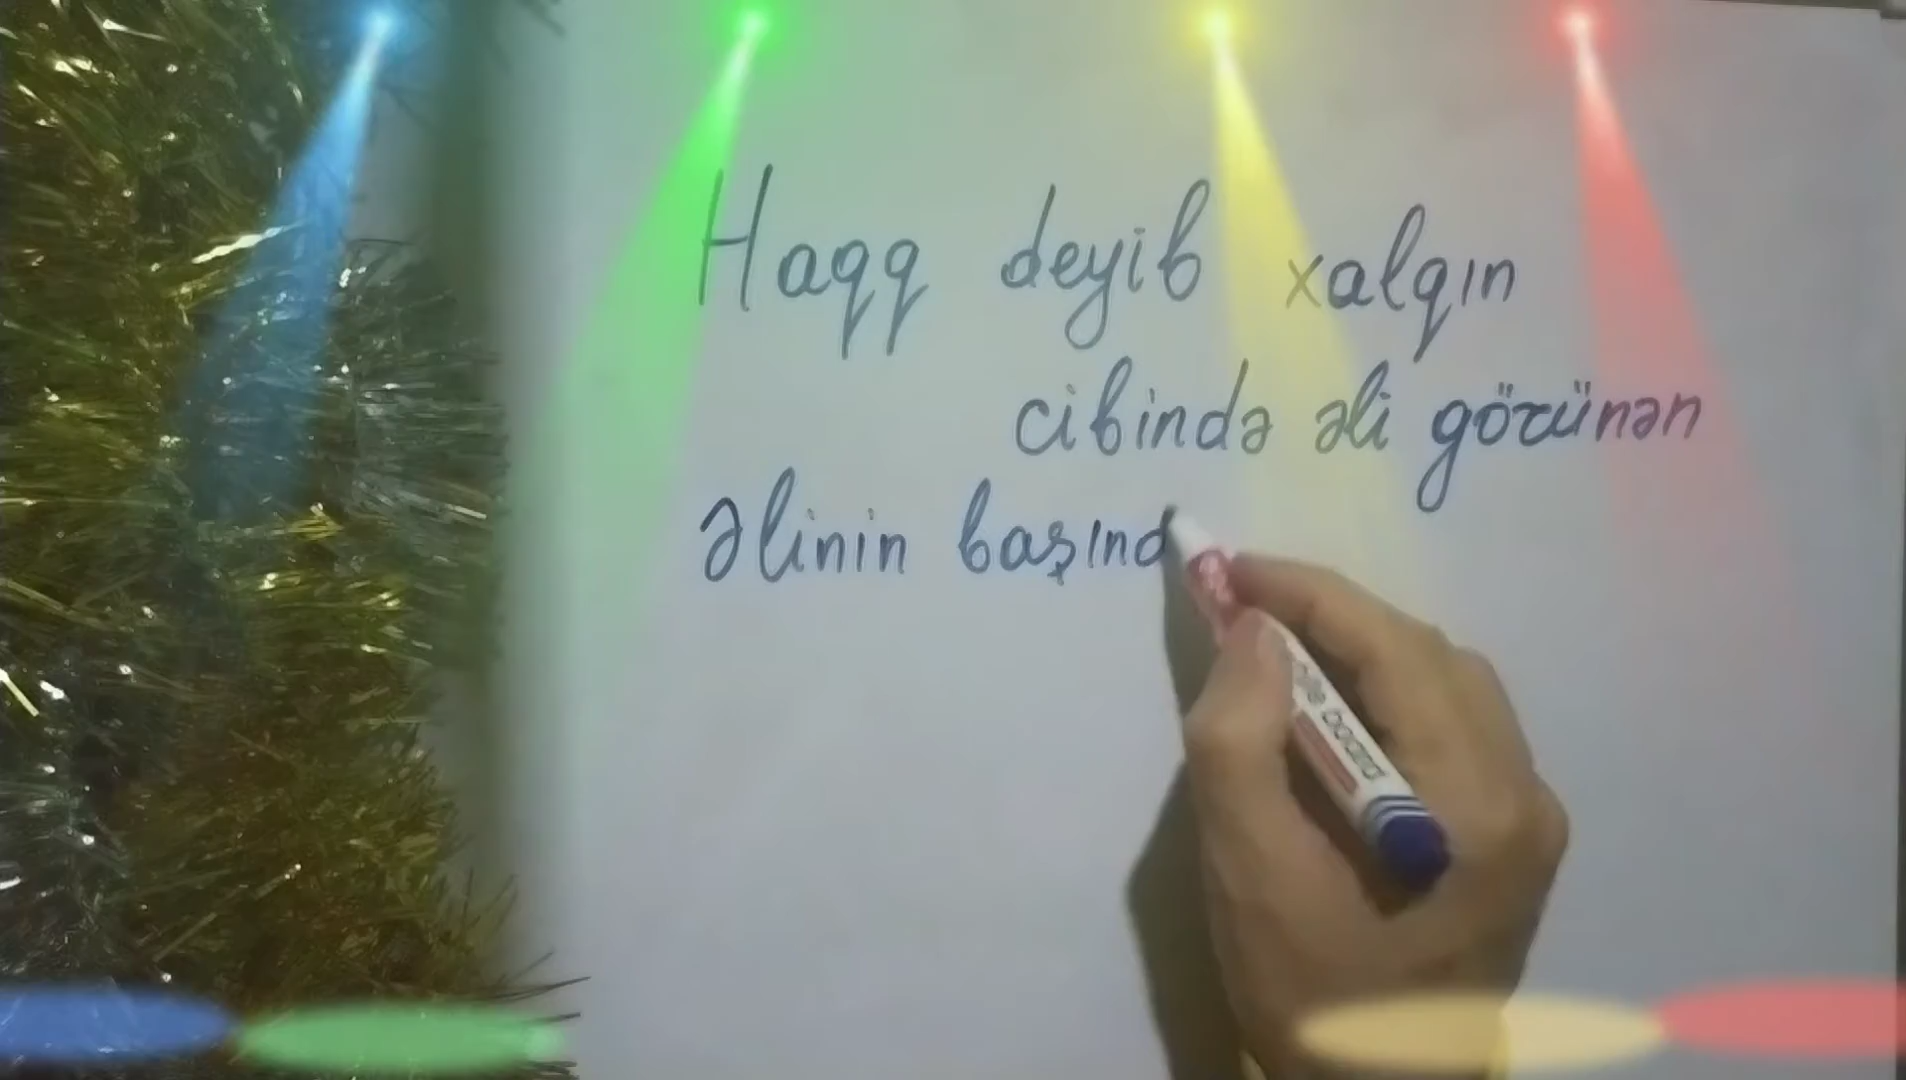 Haqq deyib xalqın
cibində əli görünən
Əlinin başınd